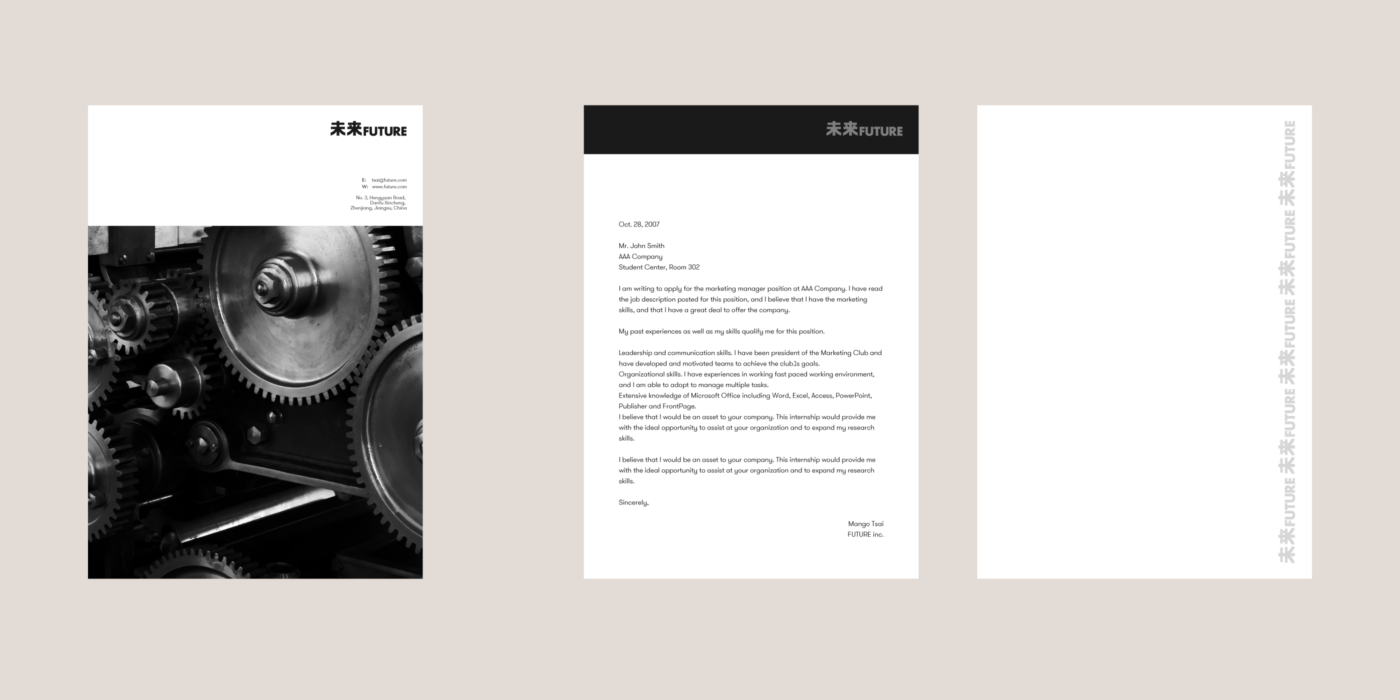 未来FUTURE
E: tsai@future.com
W: www.future.com
No. 3, Hengyuan Road,
Danfu Xincheng,
Zhenjiang, Jiangsu, China
未来FUTURE
Oct. 28, 2007
Mr. John Smith
AAA Company
Student Center, Room 302
I am writing to apply for the marketing manager position at AAA Company. I have read
the job description posted for this position, and I believe that I have the marketing
skills, and that I have a great deal to offer the company.
My past experiences as well as my skills qualify me for this position.
Leadership and communication skills. I have been president of the Marketing Club and
have developed and motivated teams to achieve the club1s goals.
Organizational skills. I have experiences in working fast paced working environment,
and I am able to adopt to manage multiple tasks.
Extensive knowledge of Microsoft Office including Word, Excel, Access, PowerPoint,
Publisher and FrontPage.
I believe that I would be an asset to your company. This internship would provide me
with the ideal opportunity to assist at your organization and to expand my research
skills.
I believe that I would be an asset to your company. This internship would provide me
with the ideal opportunity to assist at your organization and to expand my research
skills.
Sincerely,
Mango Tsai
FUTURE inc.
未来FUTURE 未来FUTURE 未来FUTURE 未来FUTURE 未来FUTURE